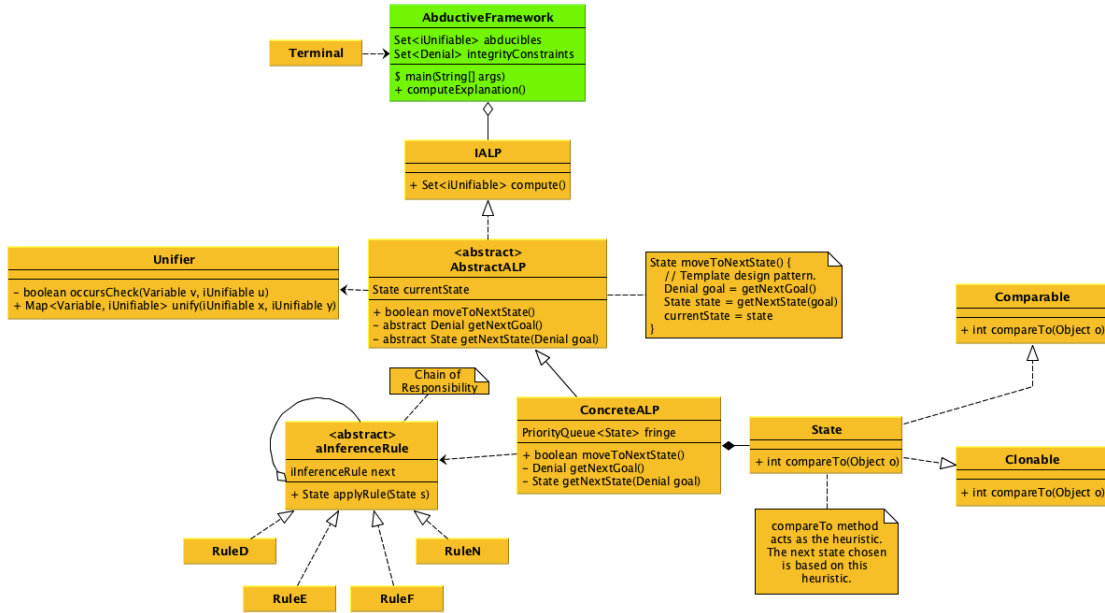 AbductiveFramework
Set<iUnifiable> abducibles
Set<Denial> integrityConstraints
$ main(String[] args)
+ computeExplanation()
Terminal
IALP
+ Set<iUnifiable> compute()
<abstract>
AbstractALP
State currentState
+ boolean moveToNextState()
− abstract Denial getNextGoal()
− abstract State getNextState(Denial goal)
Unifier
− boolean occursCheck(Variable v, iUnifiable u)
+ Map<Variable, iUnifiable> unify(iUnifiable x, iUnifiable y)
State moveToNextState() {
// Template design pattern.
Denial goal = getNextGoal()
State state = getNextState(goal)
currentState = state
}
Comparable
+ int compareTo(Object o)
Chain of
Responsibility
<abstract>
aInferenceRule
iInferenceRule next
+ State applyRule(State s)
ConcreteALP
PriorityQueue<State> fringe
+ boolean moveToNextState()
− Denial getNextGoal()
− State getNextState(Denial goal)
State
+ int compareTo(Object o)
Clonable
+ int compareTo(Object o)
compareTo method
acts as the heuristic.
The next state chosen
is based on this
heuristic.
RuleD
RuleN
RuleE
RuleF